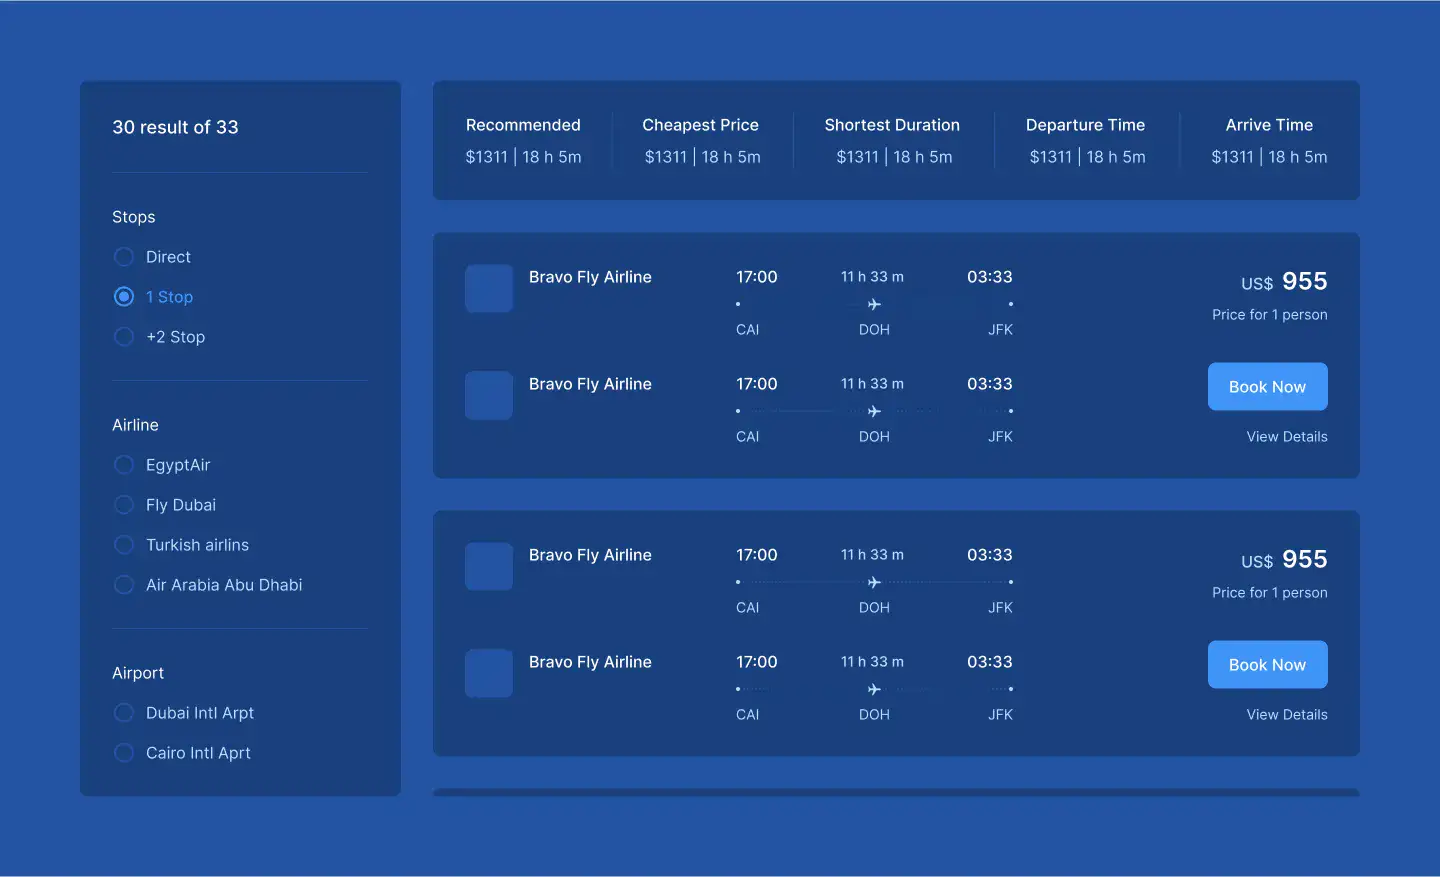 30 result of 33
Stops
Direct
1 Stop
+2 Stop
Airline
EgyptAir
Fly Dubai
Turkish airlins
Air Arabia Abu Dhabi
Airport
Dubai Intl Arpt
Cairo Intl Aprt
Recommended Cheapest Price Shortest Duration Departure Time Arrive Time
$1311 | 18 h 5m $1311 | 18 h 5m $1311 | 18 h 5m $1311 | 18 h 5m $1311 | 18 h 5m
Bravo Fly Airline 17:00 11 h 33 m 03:33 US$ 955
CAI DOH JFK Price for 1 person
Bravo Fly Airline 17:00 11 h 33 m 03:33 Book Now
CAI DOH JFK View Details
Bravo Fly Airline 17:00 11 h 33 m 03:33 US$ 955
CAI DOH JFK Price for 1 person
Bravo Fly Airline 17:00 11 h 33 m 03:33 Book Now
CAI DOH JFK View Details